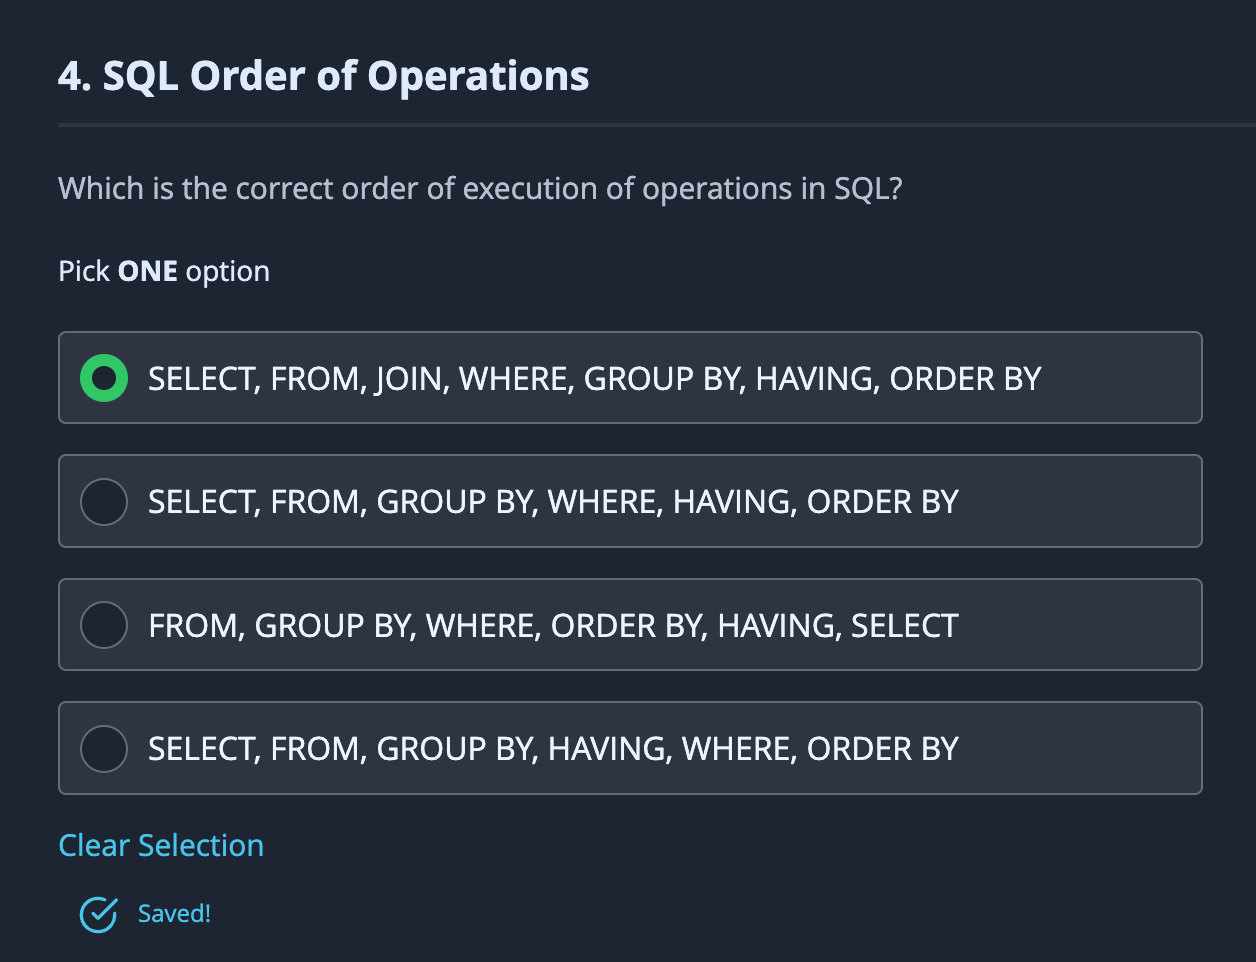 4. SQL Order of Operations
Which is the correct order of execution of operations in SQL?
Pick ONE option
SELECT, FROM, JOIN, WHERE, GROUP BY, HAVING, ORDER BY
SELECT, FROM, GROUP BY, WHERE, HAVING, ORDER BY
FROM, GROUP BY, WHERE, ORDER BY, HAVING, SELECT
SELECT, FROM, GROUP BY, HAVING, WHERE, ORDER BY
Clear Selection
Saved!